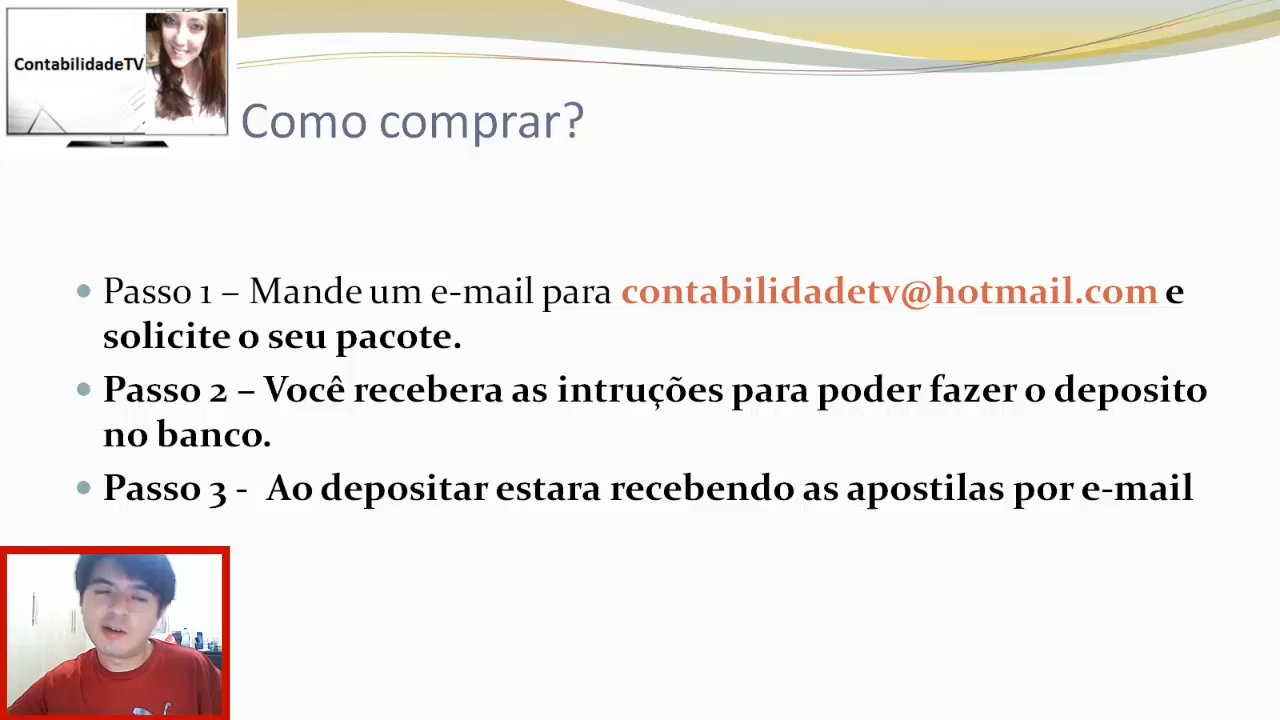 ContabilidadeTV
Como comprar?
• Passo 1 – Mande um e-mail para contabilidadetv@hotmail.com e
solicite o seu pacote.
• Passo 2 – Você recebera as intruções para poder fazer o deposito
no banco.
• Passo 3 - Ao depositar estara recebendo as apostilas por e-mail